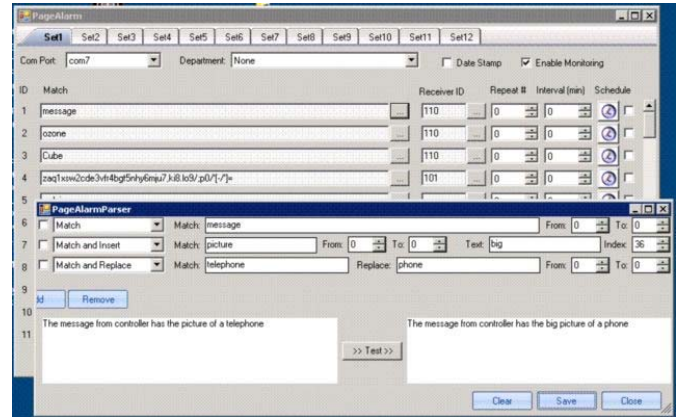 PageAlarm
Set1 Set2 Set3 Set4 Set5 Set6 Set7 Set8 Set9 Set10 Set11 Set12
Com Port: com7 Department: None Date Stamp Enable Monitoring
ID Match Receiver ID Repeat # Interval (min) Schedule
1 message ... 110 ... 0 0
2 ozone ... 110 ... 0 0
3 Cube ... 110 ... 0 0
4 ... 101 ... 0 0
5
PageAlarmParser
6 Match Match: message From: 0 To: 0
7 Match and Insert Match: picture From: 0 To: 0 Text: big Index: 36
8 Match and Replace Match: telephone Replace: phone From: 0 To: 0
9
dd Remove
10
11 The message from controller has the picture of a telephone >> Test >> The message from controller has the big picture of a phone
Clear Save Close